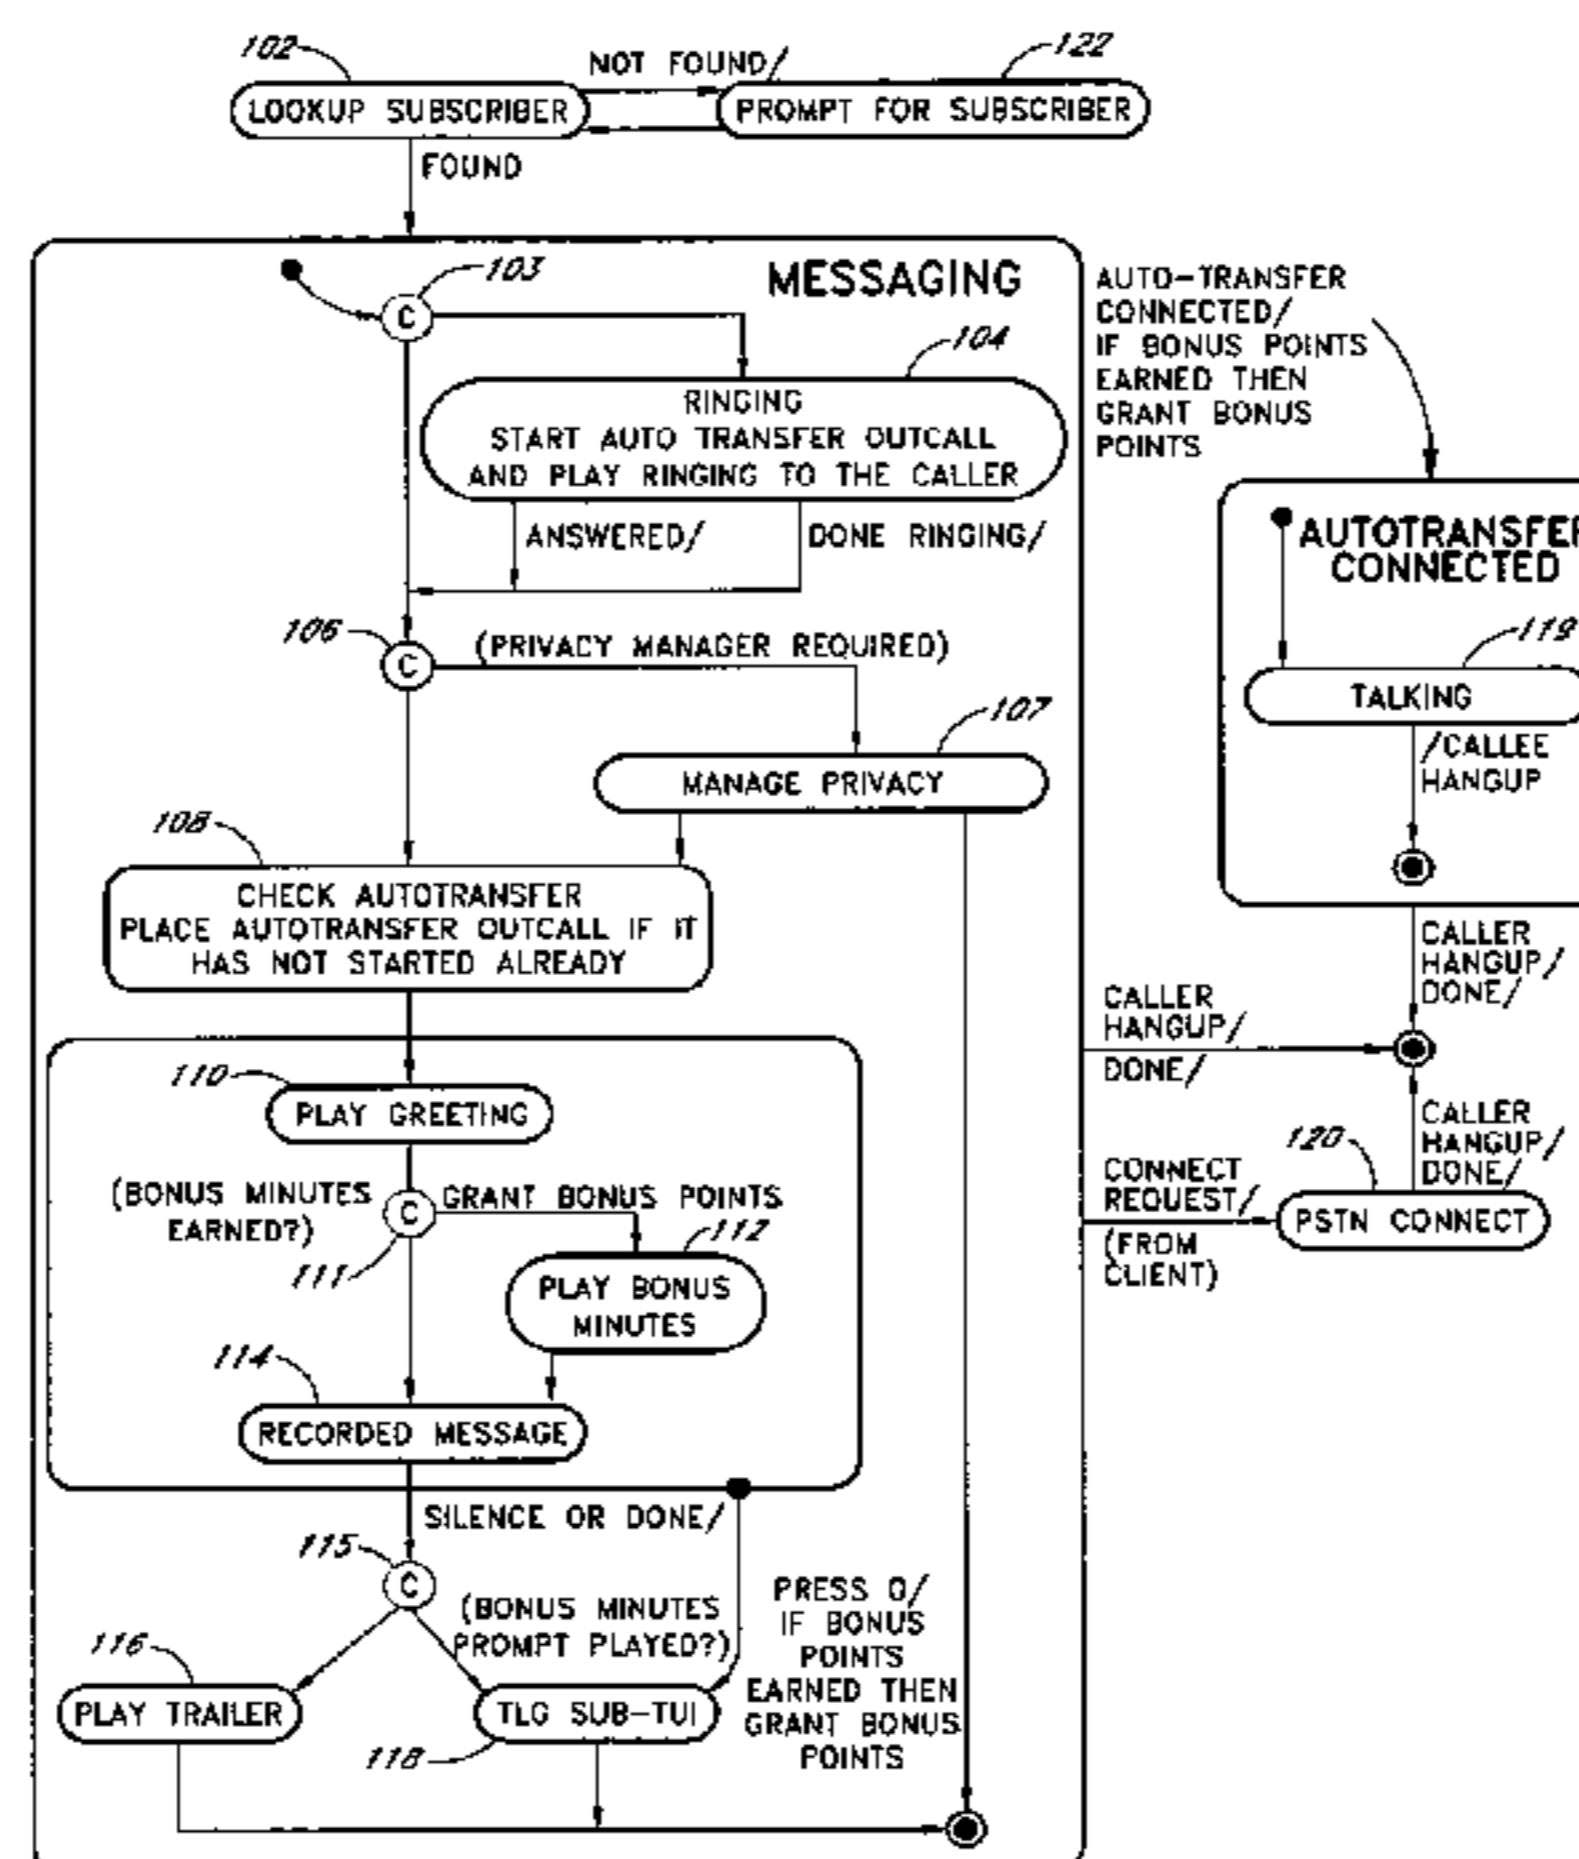 102
NOT FOUND/
122
LOOKUP SUBSCRIBER
PROMPT FOR SUBSCRIBER
FOUND
MESSAGING
103
C
104
RINGING
START AUTO TRANSFER OUTCALL
AND PLAY RINGING TO THE CALLER
ANSWERED/
DONE RINGING/
106
C
(PRIVACY MANAGER REQUIRED)
107
MANAGE PRIVACY
108
CHECK AUTOTRANSFER
PLACE AUTOTRANSFER OUTCALL IF IT
HAS NOT STARTED ALREADY
110
PLAY GREETING
(BONUS MINUTES
EARNED?)
C
GRANT BONUS POINTS
111
112
PLAY BONUS
MINUTES
114
RECORDED MESSAGE
SILENCE OR DONE/
115
C
(BONUS MINUTES
PROMPT PLAYED?)
PRESS 0/
IF BONUS
POINTS
EARNED THEN
GRANT BONUS
POINTS
116
PLAY TRAILER
TLG SUB-TUI
118
AUTO-TRANSFER
CONNECTED/
IF BONUS POINTS
EARNED THEN
GRANT BONUS
POINTS
AUTOTRANSFER
CONNECTED
119
TALKING
/CALLEE
HANGUP
CALLER
HANGUP/
DONE/
CALLER
HANGUP/
DONE/
CALLER
HANGUP/
DONE/
120
CONNECT
REQUEST/
(FROM
CLIENT)
PSTN CONNECT